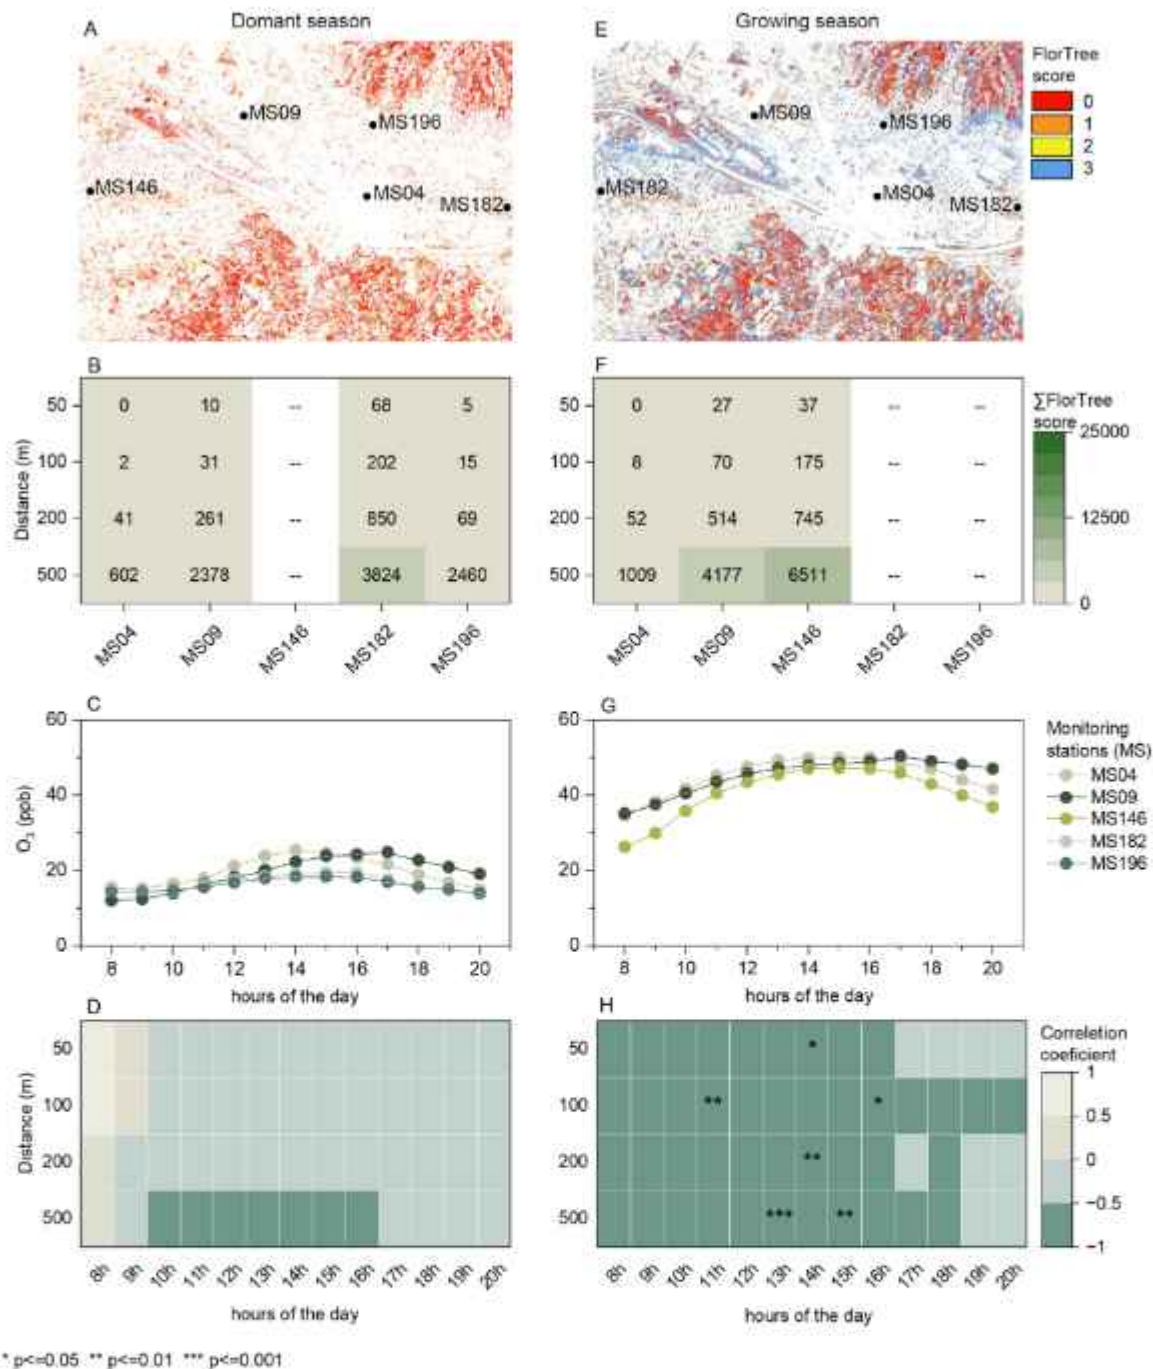 Domant season
Growing season
A
E
FlorTree
score
0
1
2
3
MS09
MS196
MS146
MS04
MS182
MS09
MS196
MS182
MS04
MS182
B
F
50 0 10 -- 68 5
100 2 31 -- 202 15
200 41 261 -- 850 69
500 602 2378 -- 3824 2460
Distance (m)
MS04 MS09 MS146 MS182 MS196
0 27 37 -- --
8 70 175 -- --
52 514 745 -- --
1009 4177 6511 -- --
MS04 MS09 MS146 MS182 MS196
∑FlorTree
score
25000
12500
0
C
60
40
20
0
O3 (ppb)
8 10 12 14 16 18 20
hours of the day
G
60
40
20
0
8 10 12 14 16 18 20
hours of the day
Monitoring
stations (MS)
MS04
MS09
MS146
MS182
MS196
D
50
100
200
500
Distance (m)
8h 9h 10h 11h 12h 13h 14h 15h 16h 17h 18h 19h 20h
hours of the day
H
50 *
100 ** *
200 **
500 *** **
8h 9h 10h 11h 12h 13h 14h 15h 16h 17h 18h 19h 20h
hours of the day
Correletion
coeficient
1
0.5
0
−0.5
−1
* p<=0.05 ** p<=0.01 *** p<=0.001